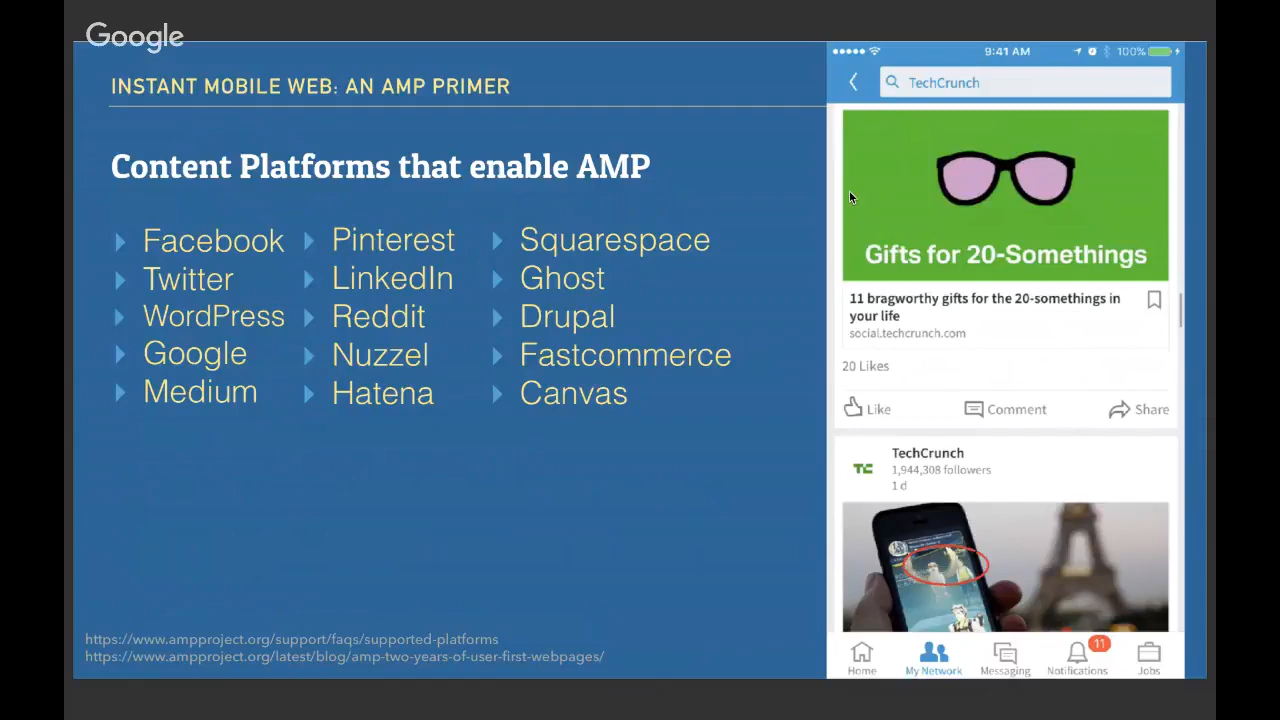 Google
INSTANT MOBILE WEB: AN AMP PRIMER
Content Platforms that enable AMP
Facebook
Twitter
WordPress
Google
Medium
Pinterest
LinkedIn
Reddit
Nuzzel
Hatena
Squarespace
Ghost
Drupal
Fastcommerce
Canvas
https://www.ampproject.org/support/faqs/supported-platforms
https://www.ampproject.org/latest/blog/amp-two-years-of-user-first-webpages/
9:41 AM 100%
TechCrunch
Gifts for 20-Somethings
11 bragworthy gifts for the 20-somethings in
your life
social.techcrunch.com
20 Likes
Like Comment Share
TechCrunch
TC
1,944,308 followers
1 d
11
Home My Network Messaging Notifications Jobs